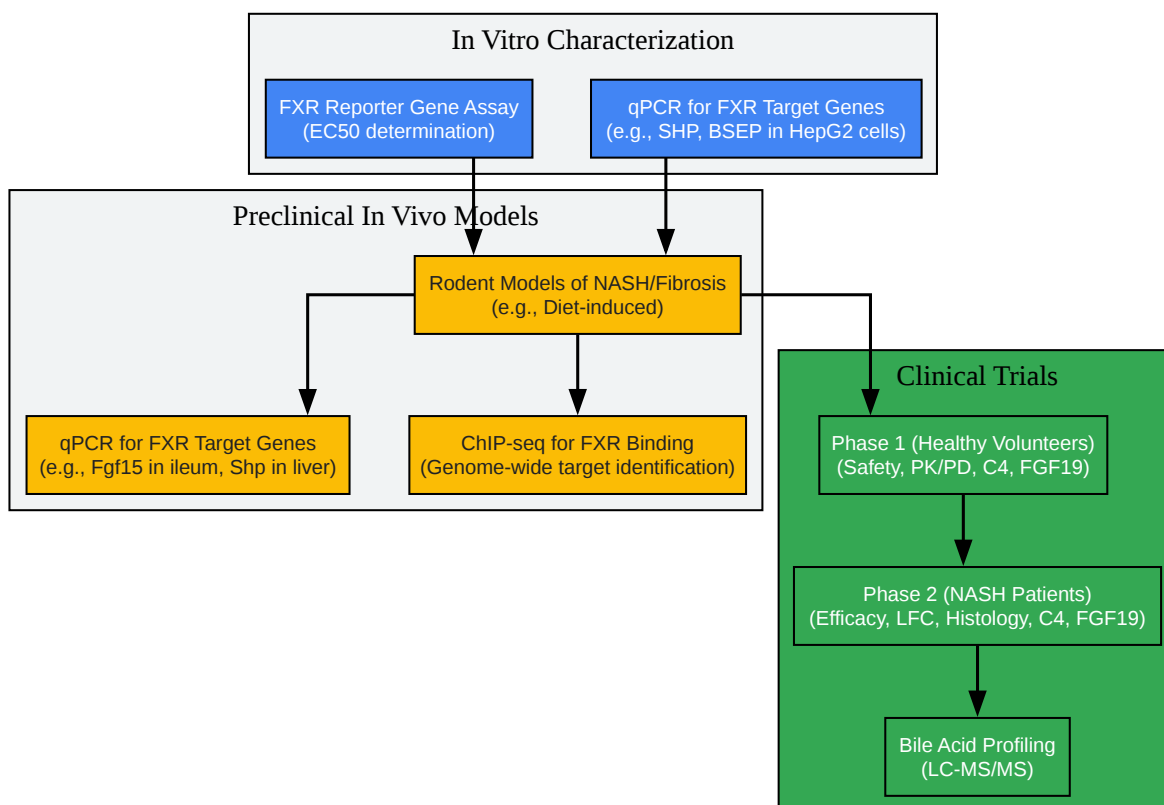 In Vitro Characterization
FXR Reporter Gene Assay
(EC50 determination)
qPCR for FXR Target Genes
(e.g., SHP, BSEP in HepG2 cells)
Preclinical In Vivo Models
Rodent Models of NASH/Fibrosis
(e.g., Diet-induced)
qPCR for FXR Target Genes
(e.g., Fgf15 in ileum, Shp in liver)
ChIP-seq for FXR Binding
(Genome-wide target identification)
Clinical Trials
Phase 1 (Healthy Volunteers)
(Safety, PK/PD, C4, FGF19)
Phase 2 (NASH Patients)
(Efficacy, LFC, Histology, C4, FGF19)
Bile Acid Profiling
(LC-MS/MS)